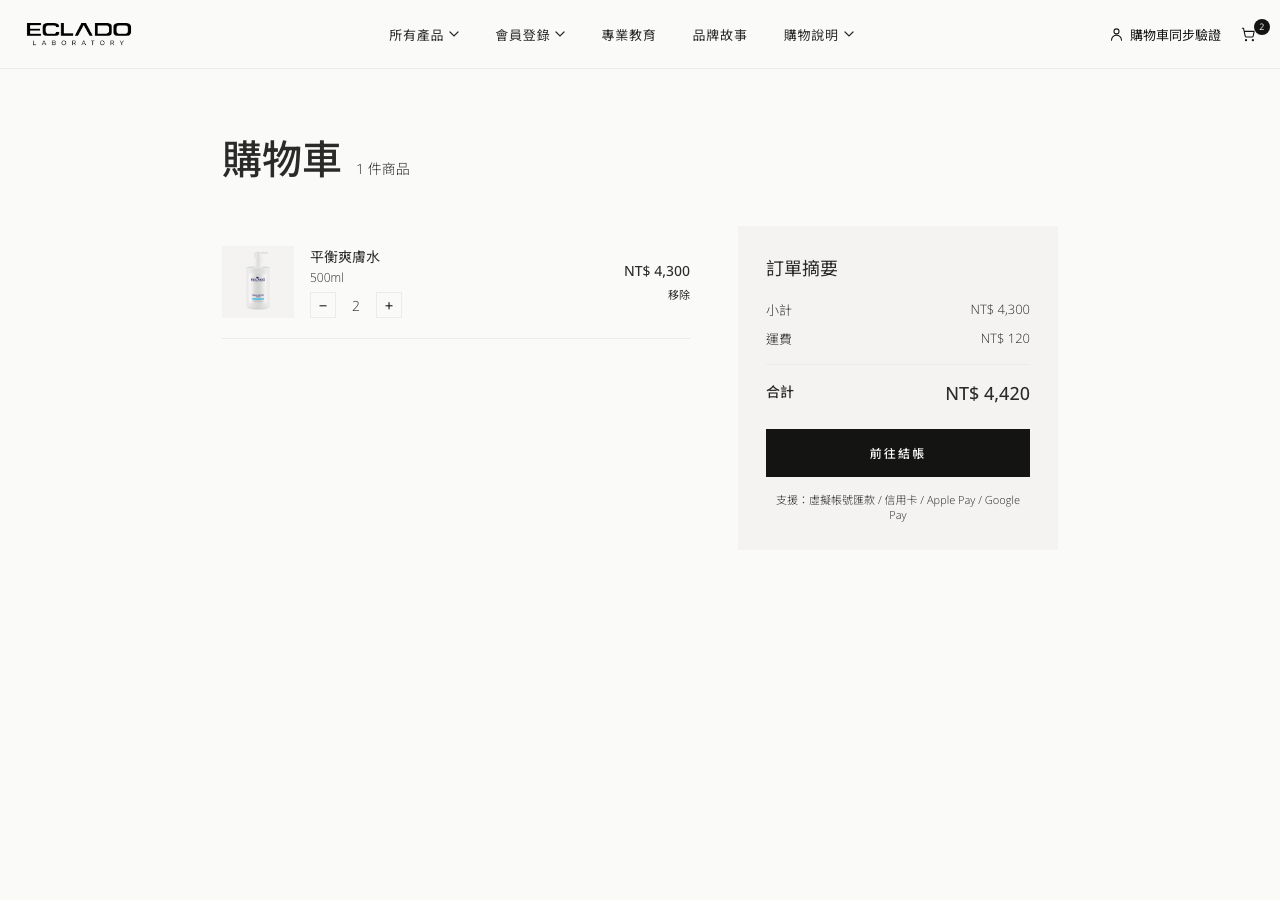 ECLADO
LABORATORY
所有產品
會員登錄
專業教育
品牌故事
購物說明
購物車同步驗證
2
購物車
1 件商品
平衡爽膚水
500ml
− 2 +
NT$ 4,300
移除
訂單摘要
小計 NT$ 4,300
運費 NT$ 120
合計 NT$ 4,420
前往結帳
支援：虛擬帳號匯款 / 信用卡 / Apple Pay / Google
Pay